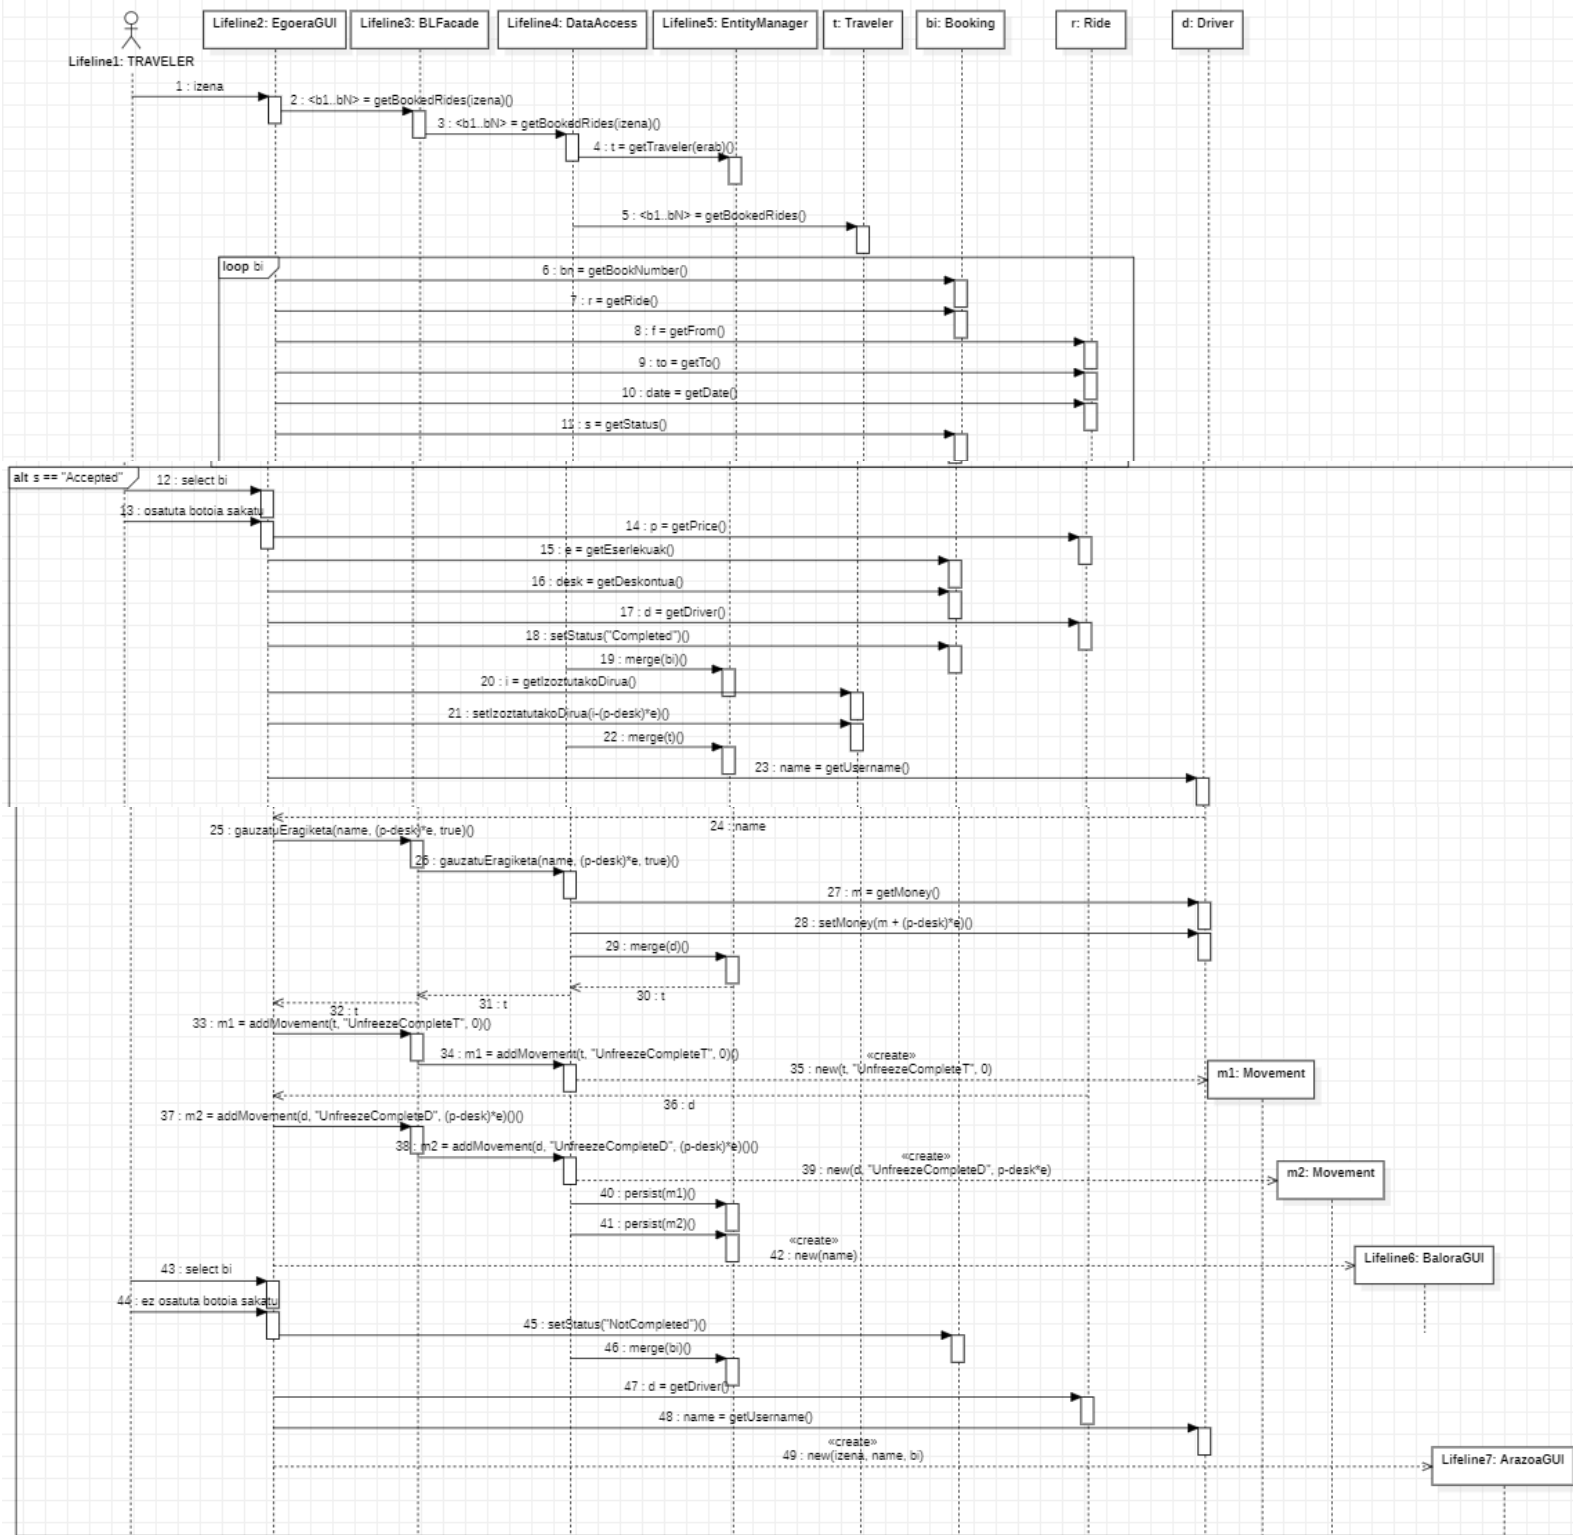 Lifeline1: TRAVELER
Lifeline2: EgoeraGUI
Lifeline3: BLFacade
Lifeline4: DataAccess
Lifeline5: EntityManager
t: Traveler
bi: Booking
r: Ride
d: Driver
1 : izena
2 : <b1..bN> = getBookedRides(izena)()
3 : <b1..bN> = getBookedRides(izena)()
4 : t = getTraveler(erab)()
5 : <b1..bN> = getBookedRides()
loop bi
6 : bn = getBookNumber()
7 : r = getRide()
8 : f = getFrom()
9 : to = getTo()
10 : date = getDate()
11 : s = getStatus()
alt s == "Accepted"
12 : select bi
13 : osatuta botoia sakatu
14 : p = getPrice()
15 : e = getEserlekuak()
16 : desk = getDeskontua()
17 : d = getDriver()
18 : setStatus("Completed")()
19 : merge(bi)()
20 : i = getIzoztutakoDirua()
21 : setIzoztatutakoDirua(i-(p-desk)*e)()
22 : merge(t)()
23 : name = getUsername()
24 : name
25 : gauzatuEragiketa(name, (p-desk)*e, true)()
26 : gauzatuEragiketa(name, (p-desk)*e, true)()
27 : m = getMoney()
28 : setMoney(m + (p-desk)*e)()
29 : merge(d)()
30 : t
31 : t
32 : t
33 : m1 = addMovement(t, "UnfreezeCompleteT", 0)()
34 : m1 = addMovement(t, "UnfreezeCompleteT", 0)()
«create»
35 : new(t, "UnfreezeCompleteT", 0)
m1: Movement
36 : d
37 : m2 = addMovement(d, "UnfreezeCompleteD", (p-desk)*e)()()
38 : m2 = addMovement(d, "UnfreezeCompleteD", (p-desk)*e)()()
«create»
39 : new(d, "UnfreezeCompleteD", p-desk*e)
m2: Movement
40 : persist(m1)()
41 : persist(m2)()
«create»
42 : new(name)
Lifeline6: BaloraGUI
43 : select bi
44 : ez osatuta botoia sakatu
45 : setStatus("NotCompleted")()
46 : merge(bi)()
47 : d = getDriver()
48 : name = getUsername()
«create»
49 : new(izena, name, bi)
Lifeline7: ArazoaGUI